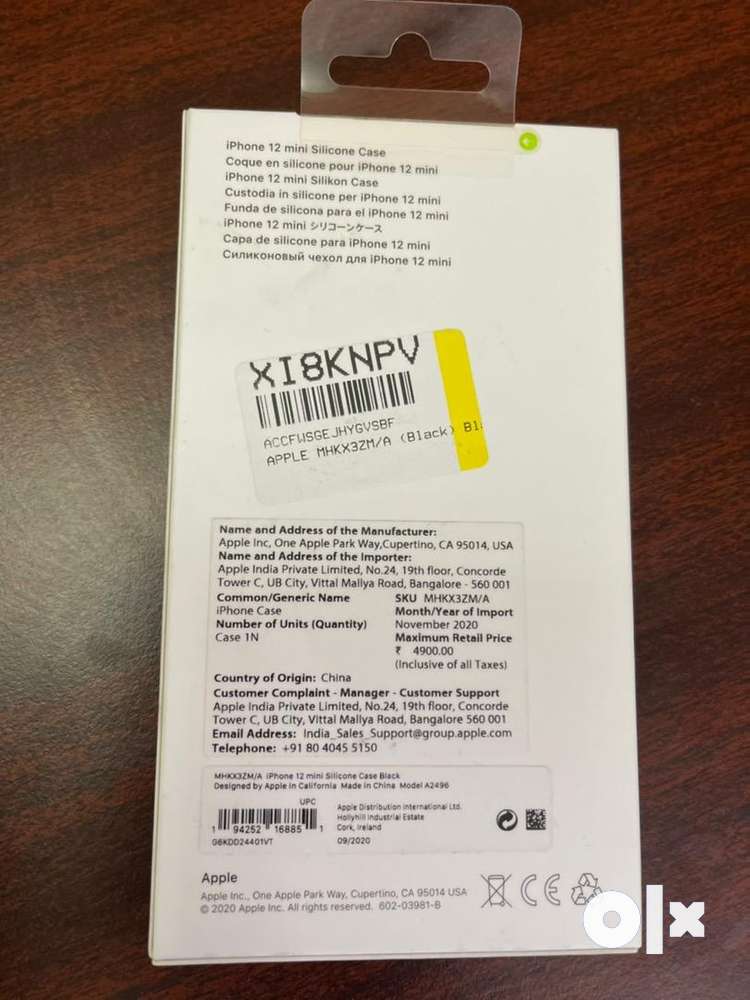 iPhone 12 mini Silicone Case
Coque en silicone pour iPhone 12 mini
iPhone 12 mini Silikon Case
Custodia in silicone per iPhone 12 mini
Funda de silicona para el iPhone 12 mini
iPhone 12 mini シリコーンケース
Capa de silicone para iPhone 12 mini
Силиконовый чехол для iPhone 12 mini
XI8KNPV
ACCFWSGEJHYGVSBF
APPLE MHKX3ZM/A (Black) Bl
Name and Address of the Manufacturer:
Apple Inc, One Apple Park Way,Cupertino, CA 95014, USA
Name and Address of the Importer:
Apple India Private Limited, No.24, 19th floor, Concorde
Tower C, UB City, Vittal Mallya Road, Bangalore - 560 001
Common/Generic Name SKU MHKX3ZM/A
iPhone Case Month/Year of Import
Number of Units (Quantity) November 2020
Case 1N Maximum Retail Price
₹ 4900.00
(Inclusive of all Taxes)
Country of Origin: China
Customer Complaint - Manager - Customer Support
Apple India Private Limited, No.24, 19th floor, Concorde
Tower C, UB City, Vittal Mallya Road, Bangalore 560 001
Email Address: India_Sales_Support@group.apple.com
Telephone: +91 80 4045 5150
MHKX3ZM/A iPhone 12 mini Silicone Case Black
Designed by Apple in California Made in China Model A2496
UPC
1 94252 16885 1
G6KDD24401VT
Apple Distribution International Ltd.
Hollyhill Industrial Estate
Cork, Ireland
09/2020
Apple
Apple Inc., One Apple Park Way, Cupertino, CA 95014 USA
© 2020 Apple Inc. All rights reserved. 602-03981-B
CE
olx